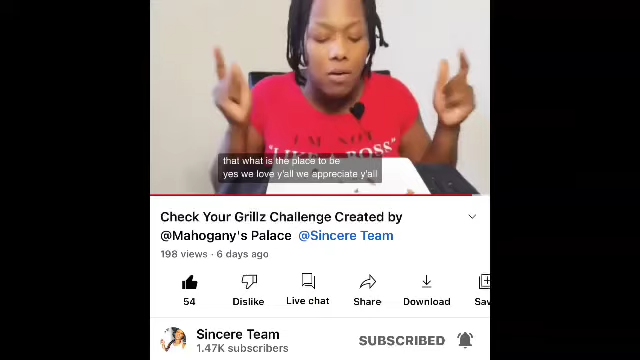 I'M NOT
"LIKE A BOSS"
that what is the place to be
yes we love y'all we appreciate y'all
Check Your Grillz Challenge Created by
@Mahogany's Palace @Sincere Team
198 views · 6 days ago
54
Dislike
Live chat
Share
Download
Sav
Sincere Team
1.47K subscribers
SUBSCRIBED